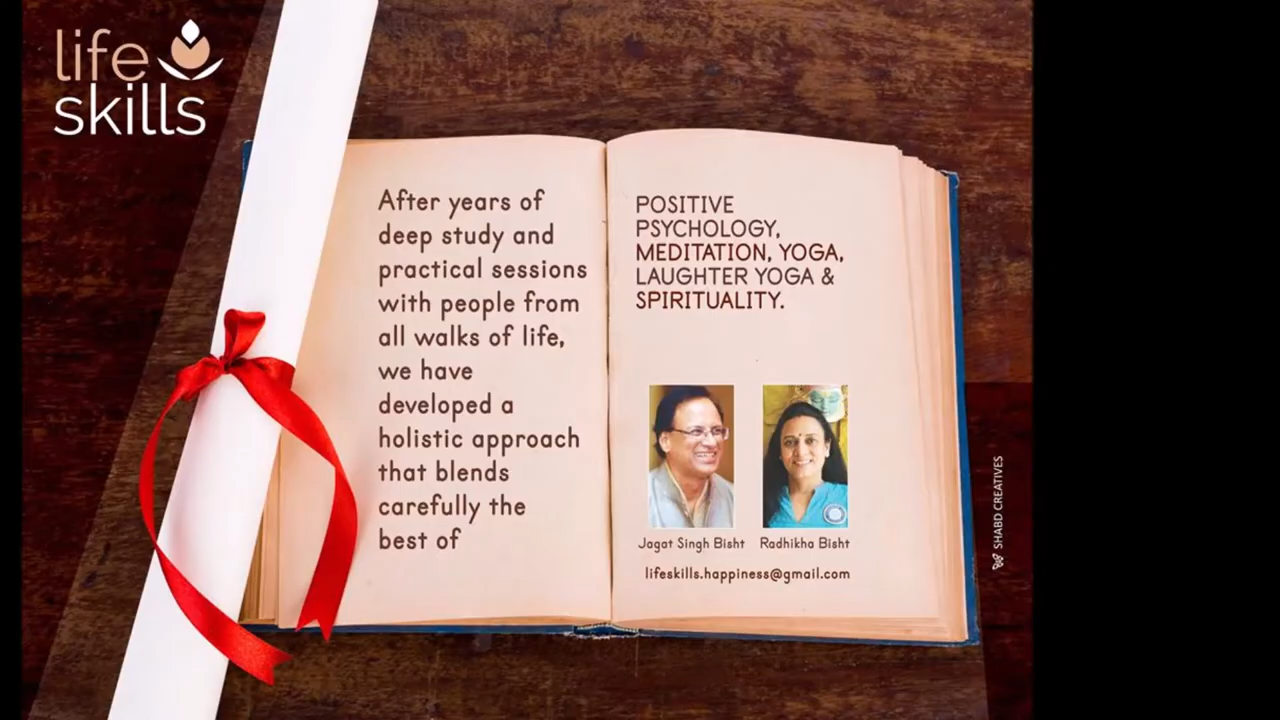 life
skills
After years of
deep study and
practical sessions
with people from
all walks of life,
we have
developed a
holistic approach
that blends
carefully the
best of
POSITIVE
PSYCHOLOGY,
MEDITATION, YOGA,
LAUGHTER YOGA &
SPIRITUALITY.
Jagat Singh Bisht
Radhikha Bisht
lifeskills.happiness@gmail.com
SHABD CREATIVES